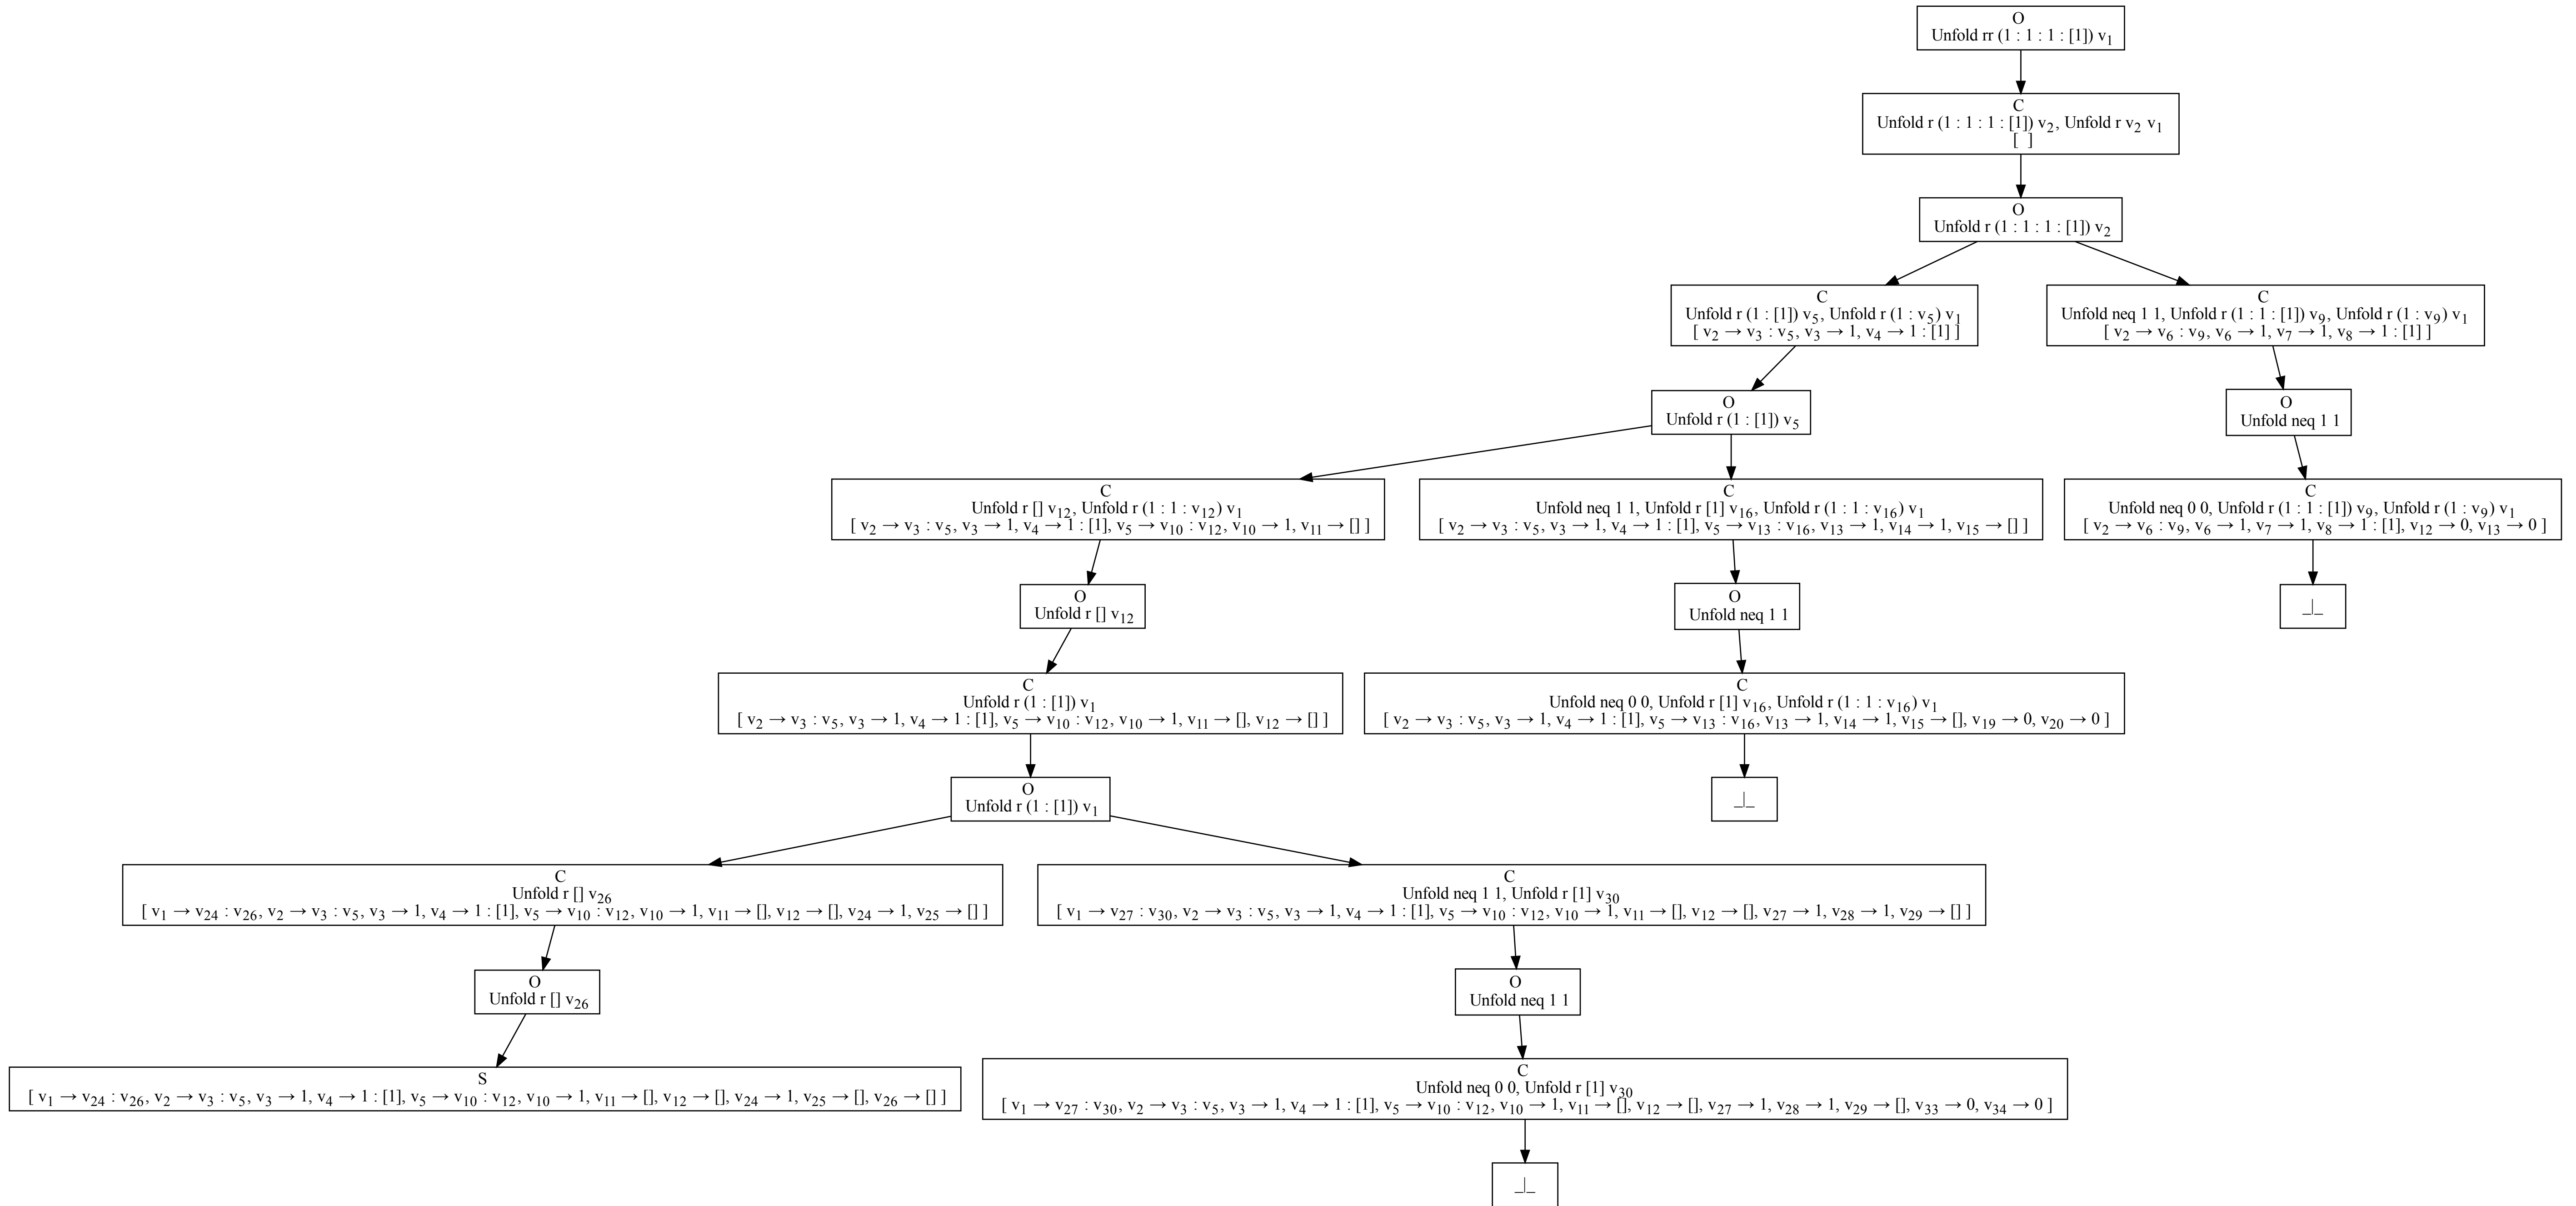 O
Unfold rr (1 : 1 : 1 : [1]) v1
C
Unfold r (1 : 1 : 1 : [1]) v2, Unfold r v2 v1
[ ]
O
Unfold r (1 : 1 : 1 : [1]) v2
C
Unfold r (1 : [1]) v5, Unfold r (1 : v5) v1
[ v2 → v3 : v5, v3 → 1, v4 → 1 : [1] ]
C
Unfold neq 1 1, Unfold r (1 : 1 : [1]) v9, Unfold r (1 : v9) v1
[ v2 → v6 : v9, v6 → 1, v7 → 1, v8 → 1 : [1] ]
O
Unfold r (1 : [1]) v5
O
Unfold neq 1 1
C
Unfold r [] v12, Unfold r (1 : 1 : v12) v1
[ v2 → v3 : v5, v3 → 1, v4 → 1 : [1], v5 → v10 : v12, v10 → 1, v11 → [] ]
C
Unfold neq 1 1, Unfold r [1] v16, Unfold r (1 : 1 : v16) v1
[ v2 → v3 : v5, v3 → 1, v4 → 1 : [1], v5 → v13 : v16, v13 → 1, v14 → 1, v15 → [] ]
C
Unfold neq 0 0, Unfold r (1 : 1 : [1]) v9, Unfold r (1 : v9) v1
[ v2 → v6 : v9, v6 → 1, v7 → 1, v8 → 1 : [1], v12 → 0, v13 → 0 ]
O
Unfold r [] v12
O
Unfold neq 1 1
_|_
C
Unfold r (1 : [1]) v1
[ v2 → v3 : v5, v3 → 1, v4 → 1 : [1], v5 → v10 : v12, v10 → 1, v11 → [], v12 → [] ]
C
Unfold neq 0 0, Unfold r [1] v16, Unfold r (1 : 1 : v16) v1
[ v2 → v3 : v5, v3 → 1, v4 → 1 : [1], v5 → v13 : v16, v13 → 1, v14 → 1, v15 → [], v19 → 0, v20 → 0 ]
O
Unfold r (1 : [1]) v1
_|_
C
Unfold r [] v26
[ v1 → v24 : v26, v2 → v3 : v5, v3 → 1, v4 → 1 : [1], v5 → v10 : v12, v10 → 1, v11 → [], v12 → [], v24 → 1, v25 → [] ]
C
Unfold neq 1 1, Unfold r [1] v30
[ v1 → v27 : v30, v2 → v3 : v5, v3 → 1, v4 → 1 : [1], v5 → v10 : v12, v10 → 1, v11 → [], v12 → [], v27 → 1, v28 → 1, v29 → [] ]
O
Unfold r [] v26
O
Unfold neq 1 1
S
[ v1 → v24 : v26, v2 → v3 : v5, v3 → 1, v4 → 1 : [1], v5 → v10 : v12, v10 → 1, v11 → [], v12 → [], v24 → 1, v25 → [], v26 → [] ]
C
Unfold neq 0 0, Unfold r [1] v30
[ v1 → v27 : v30, v2 → v3 : v5, v3 → 1, v4 → 1 : [1], v5 → v10 : v12, v10 → 1, v11 → [], v12 → [], v27 → 1, v28 → 1, v29 → [], v33 → 0, v34 → 0 ]
_|_